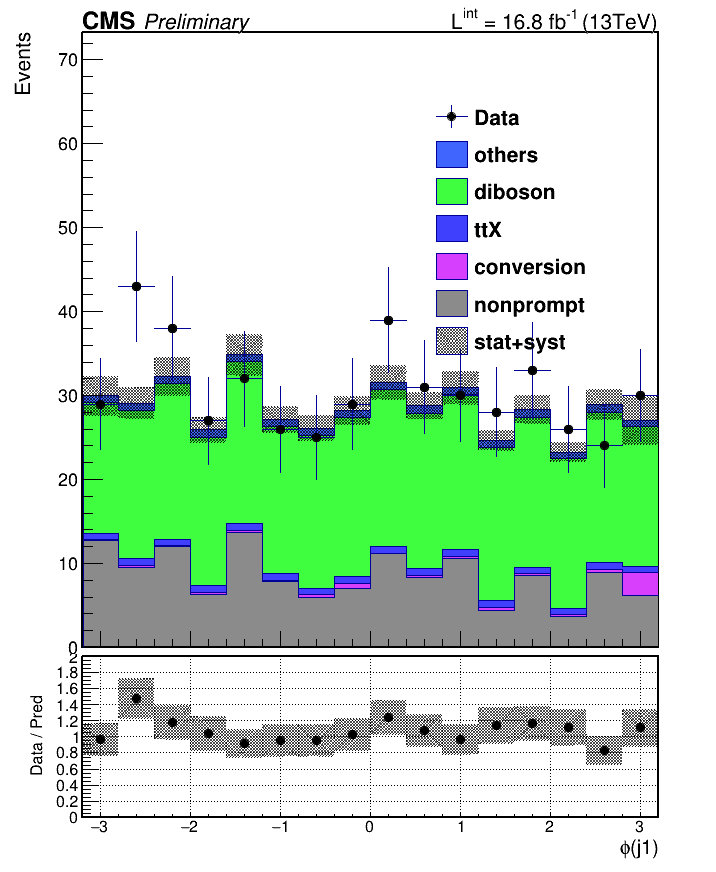 CMS Preliminary L^int = 16.8 fb^-1 (13TeV)
Events
70
60
50
40
30
20
10
0
Data
others
diboson
ttX
conversion
nonprompt
stat+syst
Data / Pred
2
1.8
1.6
1.4
1.2
1
0.8
0.6
0.4
0.2
0
−3 −2 −1 0 1 2 3
ϕ(j1)